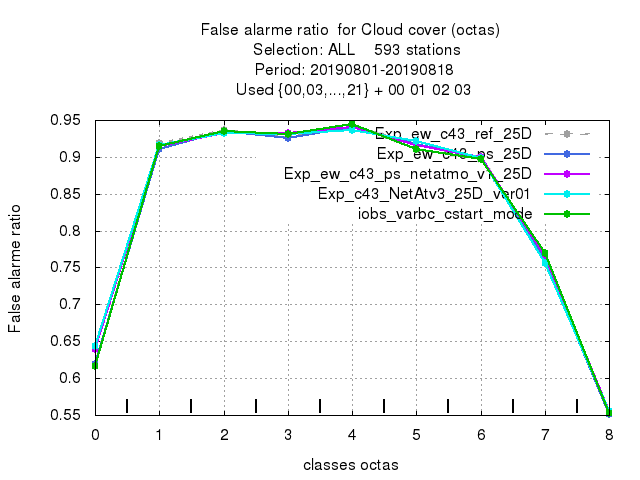 False alarme ratio  for Cloud cover (octas)
Selection: ALL    593 stations
Period: 20190801-20190818
Used {00,03,...,21} + 00 01 02 03
Exp_ew_c43_ref_25D
Exp_ew_c43_ps_25D
Exp_ew_c43_ps_netatmo_v1_25D
Exp_c43_NetAtv3_25D_ver01
iobs_varbc_cstart_mode
False alarme ratio
0.95
0.9
0.85
0.8
0.75
0.7
0.65
0.6
0.55
0 1 2 3 4 5 6 7 8
classes octas